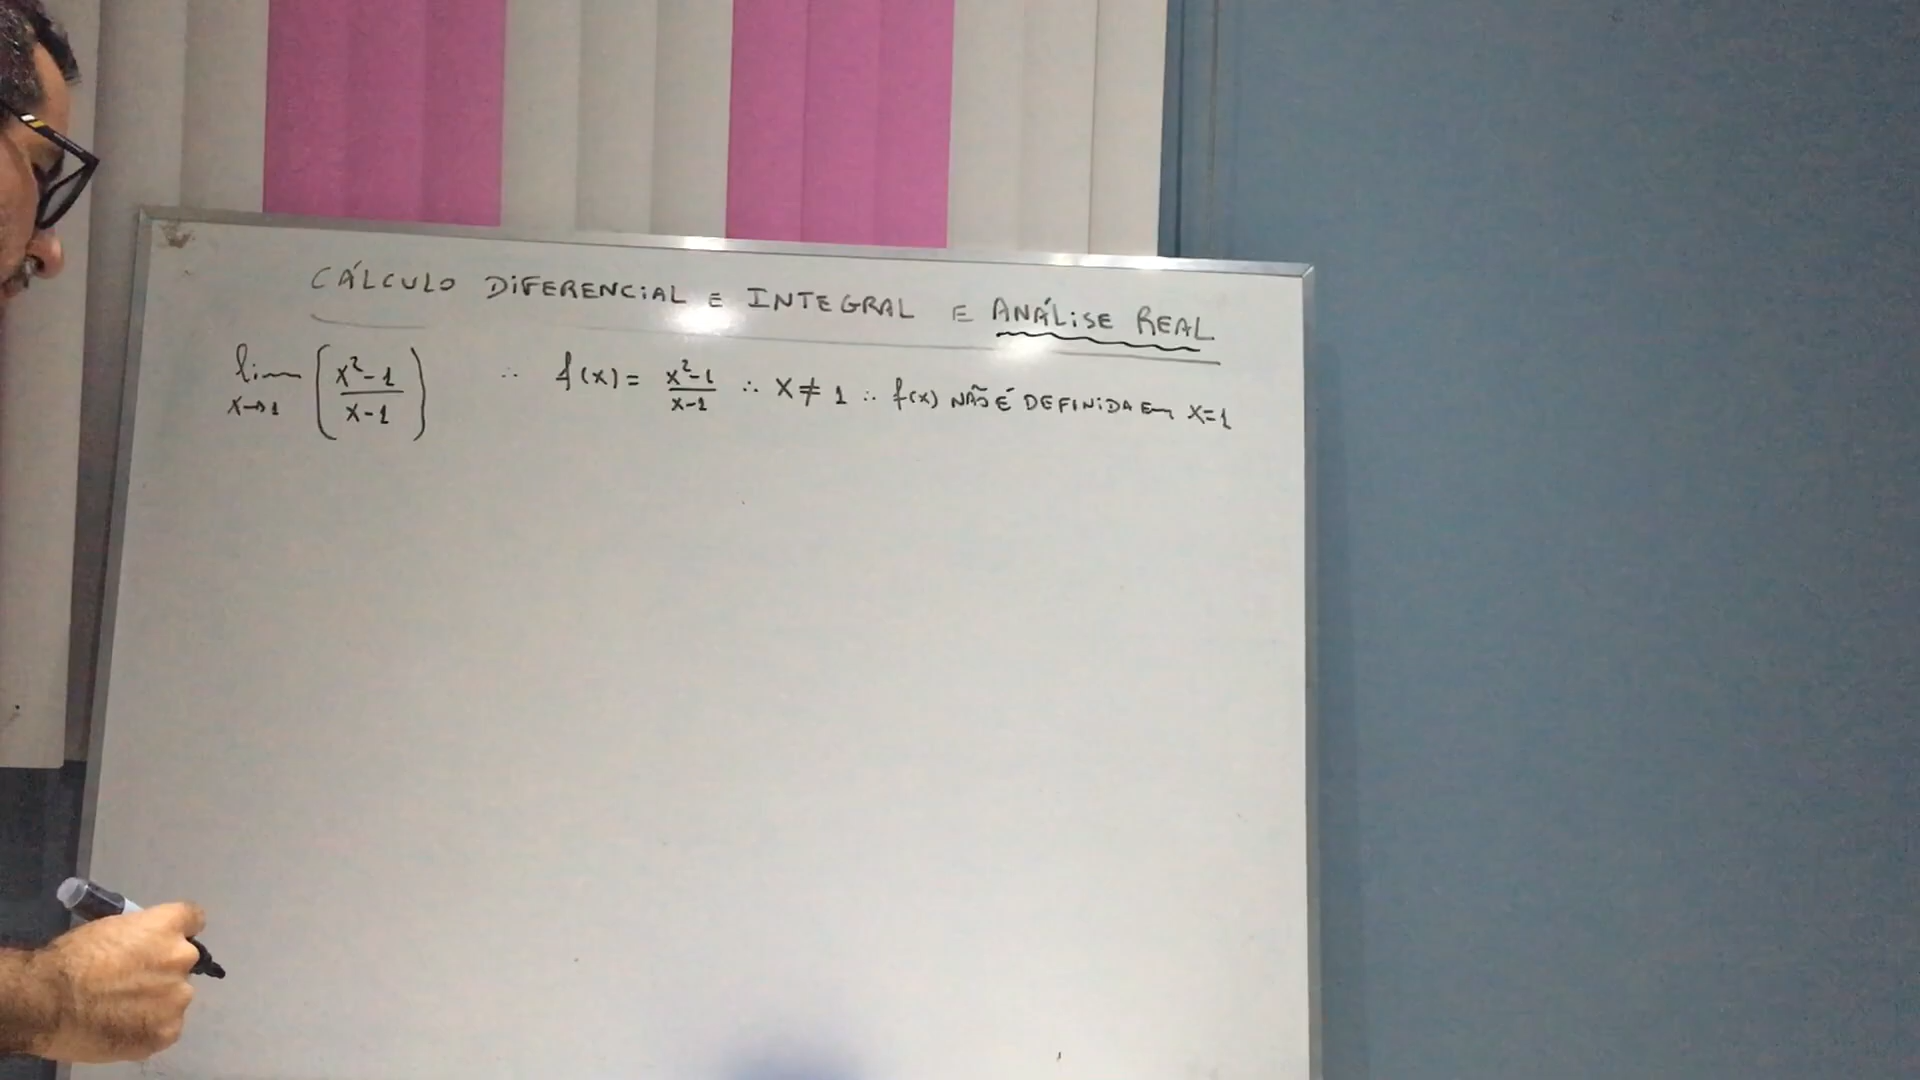 CÁLCULO DIFERENCIAL E INTEGRAL E ANÁLISE REAL
lim x→1 (x²-1 / x-1) ∴ f(x) = x²-1 / x-1 ∴ x ≠ 1 ∴ f(x) NÃO É DEFINIDA Em X=1